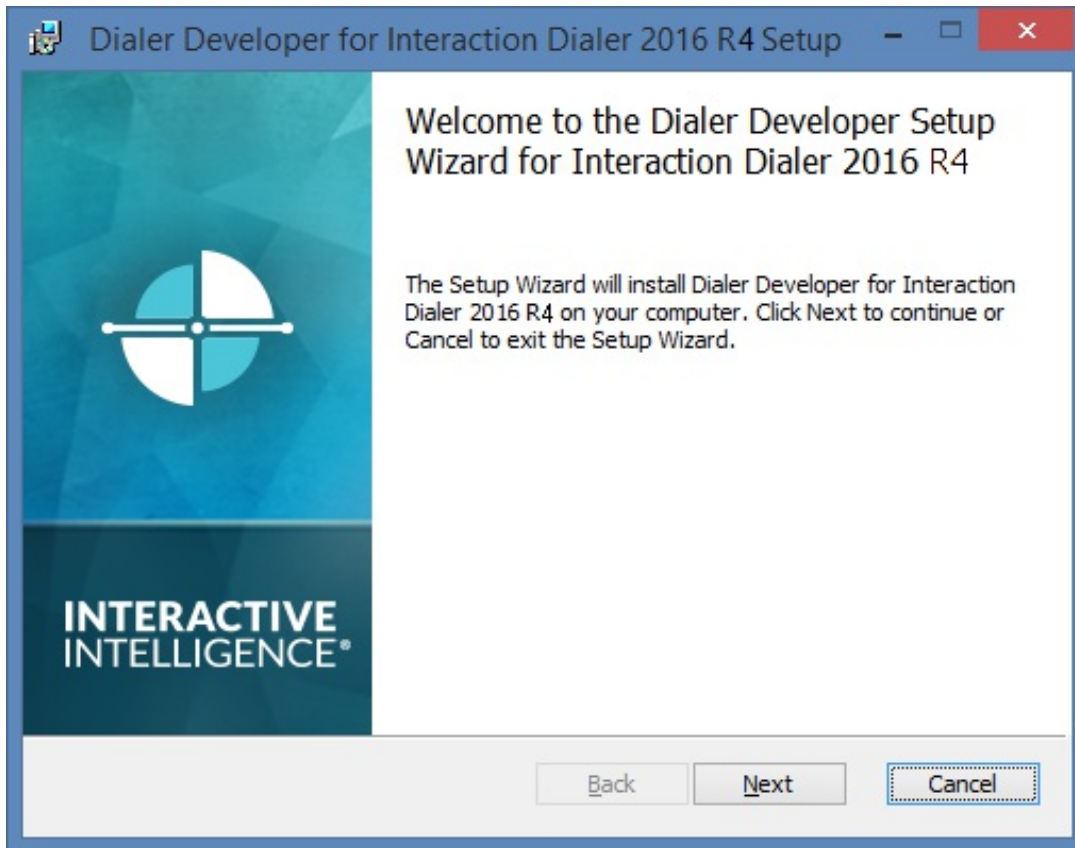 Dialer Developer for Interaction Dialer 2016 R4 Setup
Welcome to the Dialer Developer Setup
Wizard for Interaction Dialer 2016 R4
The Setup Wizard will install Dialer Developer for Interaction
Dialer 2016 R4 on your computer. Click Next to continue or
Cancel to exit the Setup Wizard.
INTERACTIVE
INTELLIGENCE®
Back Next Cancel